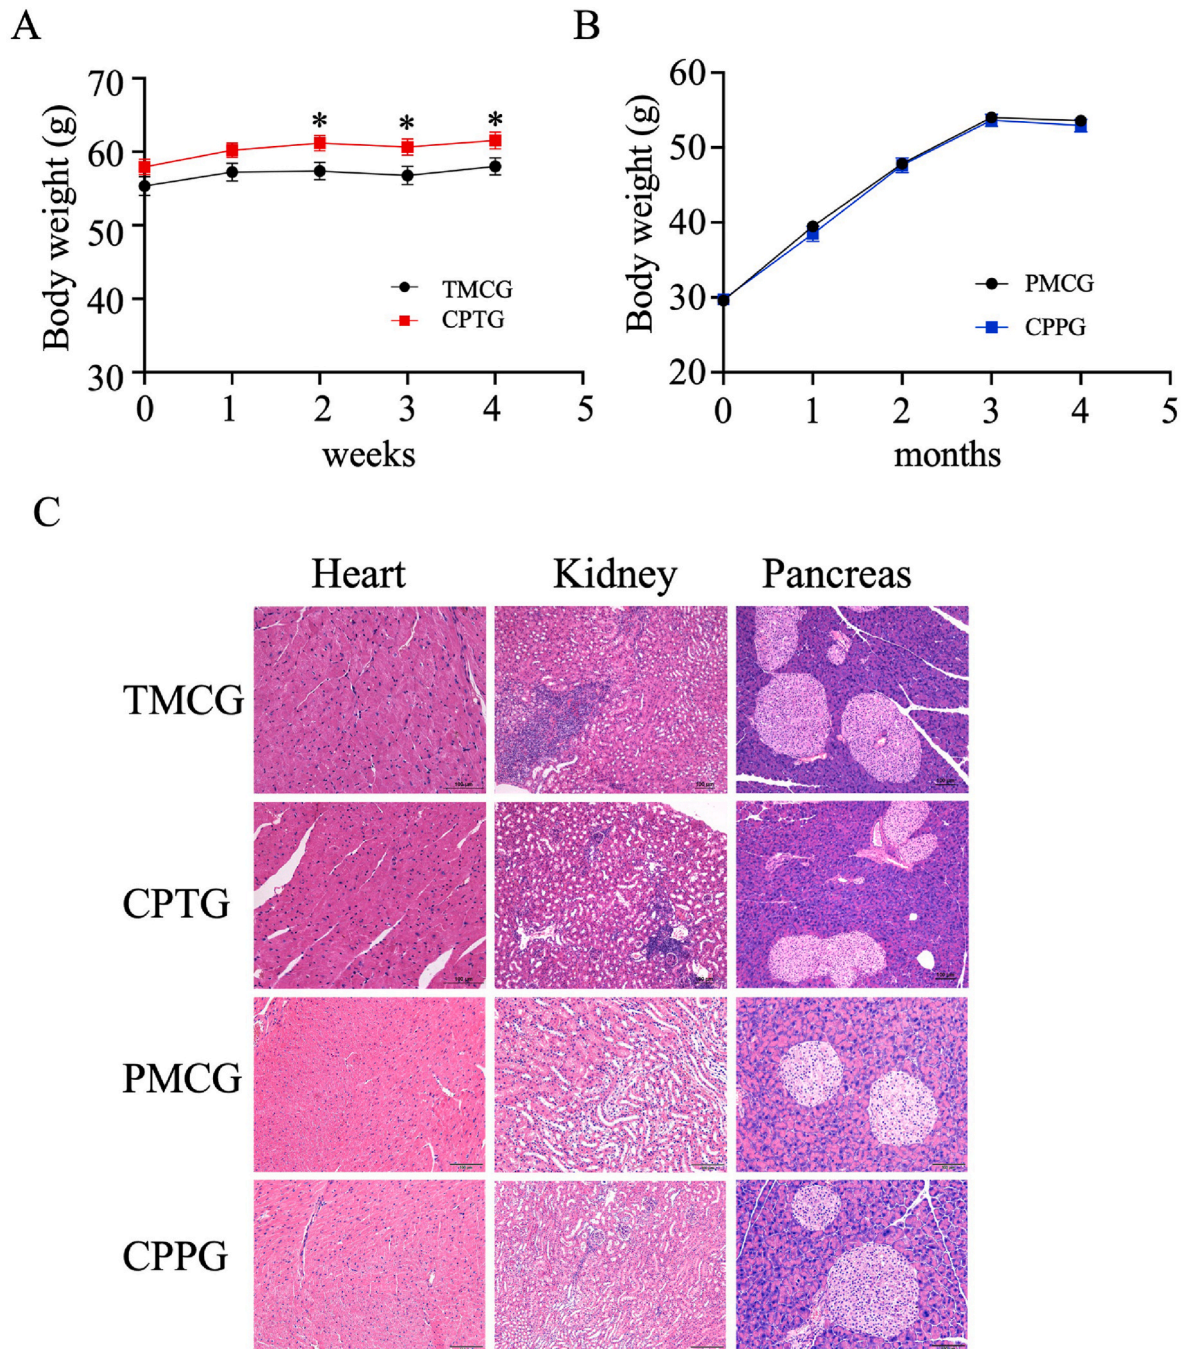 A
B
Body weight (g)
70
60
50
40
30
* * *
TMCG
CPTG
0 1 2 3 4 5
weeks
Body weight (g)
60
50
40
30
20
PMCG
CPPG
0 1 2 3 4 5
months
C
Heart Kidney Pancreas
TMCG
CPTG
PMCG
CPPG